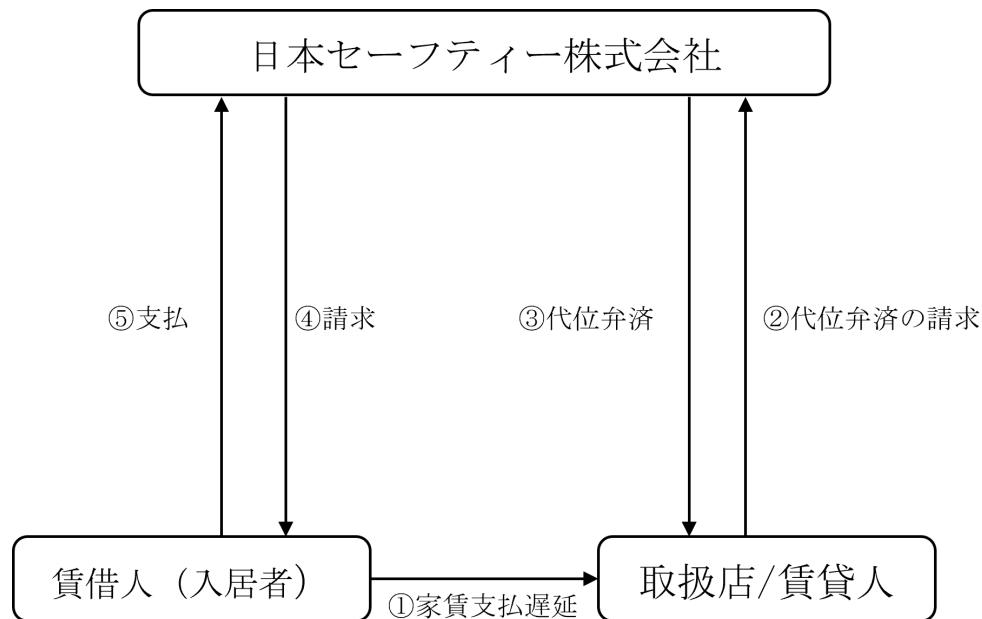 日本セーフティー株式会社
⑤支払
④請求
③代位弁済
②代位弁済の請求
賃借人（入居者）
①家賃支払遅延
取扱店/賃貸人